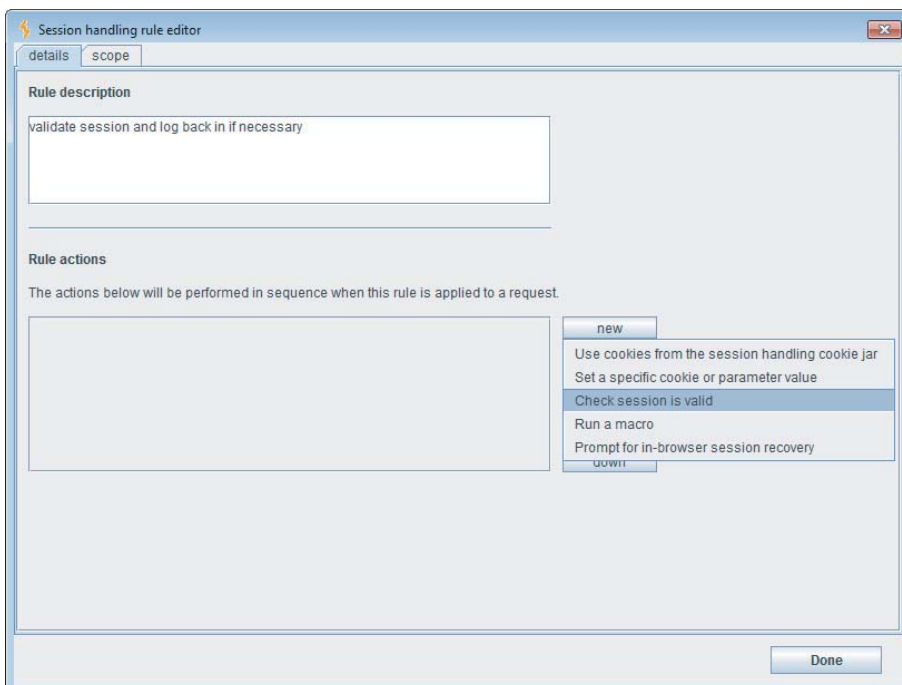 Session handling rule editor
details
scope
Rule description
validate session and log back in if necessary
Rule actions
The actions below will be performed in sequence when this rule is applied to a request.
new
Use cookies from the session handling cookie jar
Set a specific cookie or parameter value
Check session is valid
Run a macro
Prompt for in-browser session recovery
down
Done